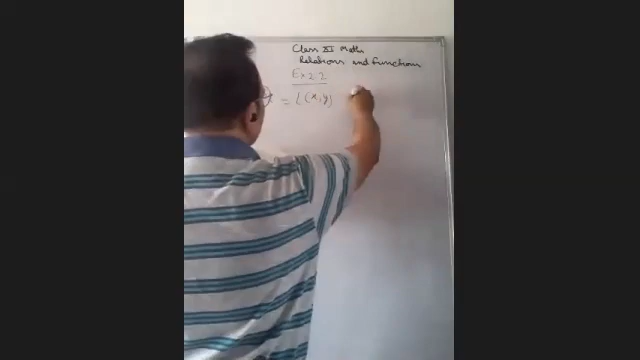 Class XI Maths
Relations and Functions
Ex 2.2
= { (x, y)